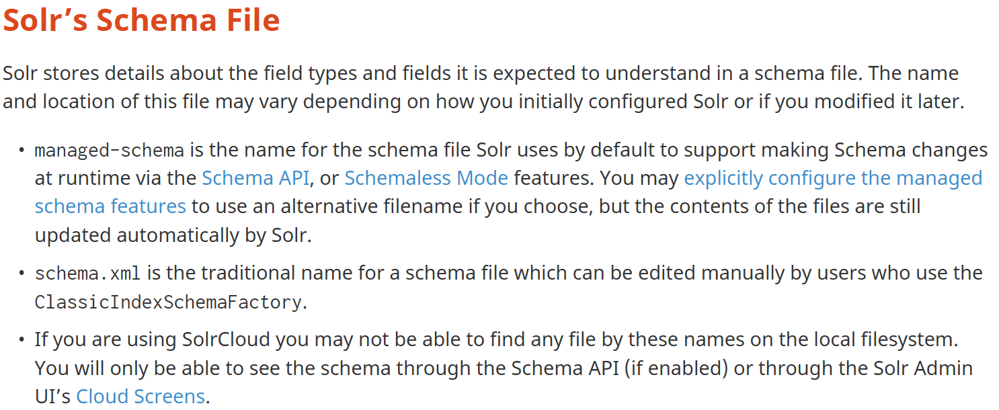 Solr’s Schema File
Solr stores details about the field types and fields it is expected to understand in a schema file. The name
and location of this file may vary depending on how you initially configured Solr or if you modified it later.
• managed-schema is the name for the schema file Solr uses by default to support making Schema changes
at runtime via the Schema API, or Schemaless Mode features. You may explicitly configure the managed
schema features to use an alternative filename if you choose, but the contents of the files are still
updated automatically by Solr.
• schema.xml is the traditional name for a schema file which can be edited manually by users who use the
ClassicIndexSchemaFactory.
• If you are using SolrCloud you may not be able to find any file by these names on the local filesystem.
You will only be able to see the schema through the Schema API (if enabled) or through the Solr Admin
UI’s Cloud Screens.